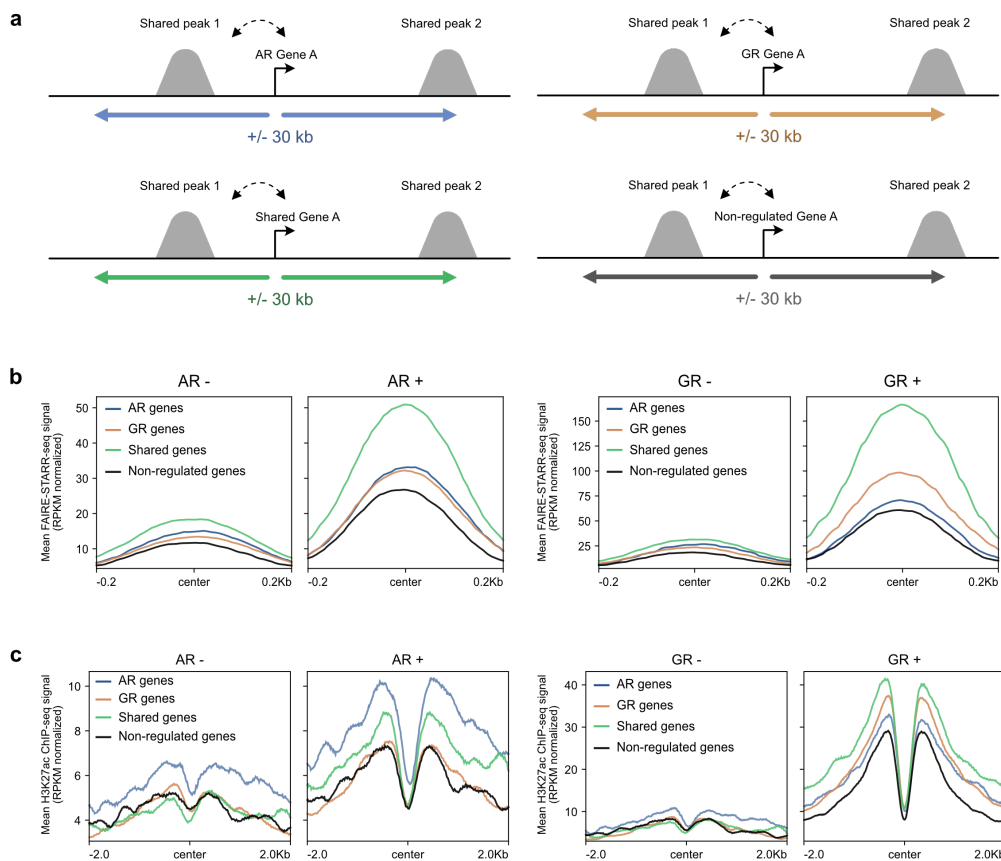 a
Shared peak 1
Shared peak 2
AR Gene A
+/- 30 kb
Shared peak 1
Shared peak 2
GR Gene A
+/- 30 kb
Shared peak 1
Shared peak 2
Shared Gene A
+/- 30 kb
Shared peak 1
Shared peak 2
Non-regulated Gene A
+/- 30 kb
b
AR -
AR +
Mean FAIRE-STARR-seq signal
(RPKM normalized)
50
40
30
20
10
AR genes
GR genes
Shared genes
Non-regulated genes
-0.2
center
0.2Kb
-0.2
center
0.2Kb
GR -
GR +
Mean FAIRE-STARR-seq signal
(RPKM normalized)
150
125
100
75
50
25
AR genes
GR genes
Shared genes
Non-regulated genes
-0.2
center
0.2Kb
-0.2
center
0.2Kb
c
AR -
AR +
Mean H3K27ac ChIP-seq signal
(RPKM normalized)
10
8
6
4
AR genes
GR genes
Shared genes
Non-regulated genes
-2.0
center
2.0Kb
-2.0
center
2.0Kb
GR -
GR +
Mean H3K27ac ChIP-seq signal
(RPKM normalized)
40
30
20
10
AR genes
GR genes
Shared genes
Non-regulated genes
-2.0
center
2.0Kb
-2.0
center
2.0Kb